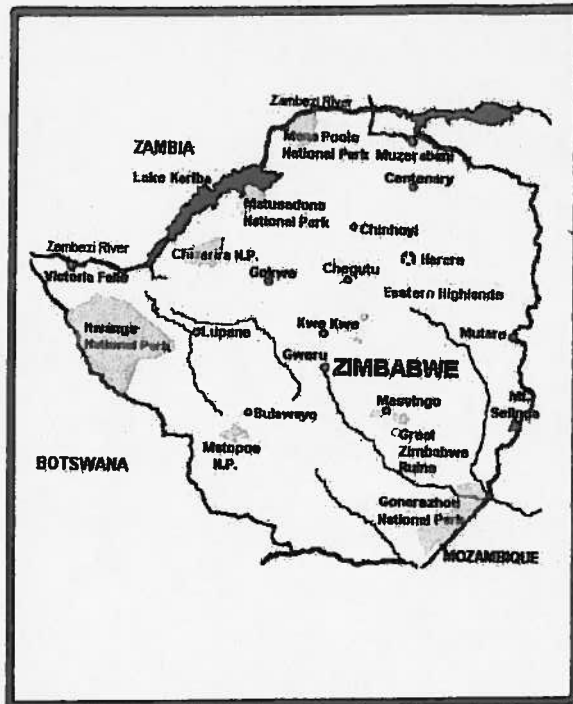 Zambezi River
Mana Pools
National Park
Muzarabani
ZAMBIA
Lake Kariba
Centenary
Matusadona
National Park
Chinhoyi
Zambezi River
Chizarira N.P.
Harare
Victoria Falls
Gokwe
Chegutu
Eastern Highlands
Hwange
National Park
Lupane
Kwe Kwe
Mutare
Gweru
ZIMBABWE
Masvingo
Mt.
Selinda
Bulawayo
Great
Zimbabwe
Ruins
Matopos
N.P.
BOTSWANA
Gonarezhou
National Park
MOZAMBIQUE